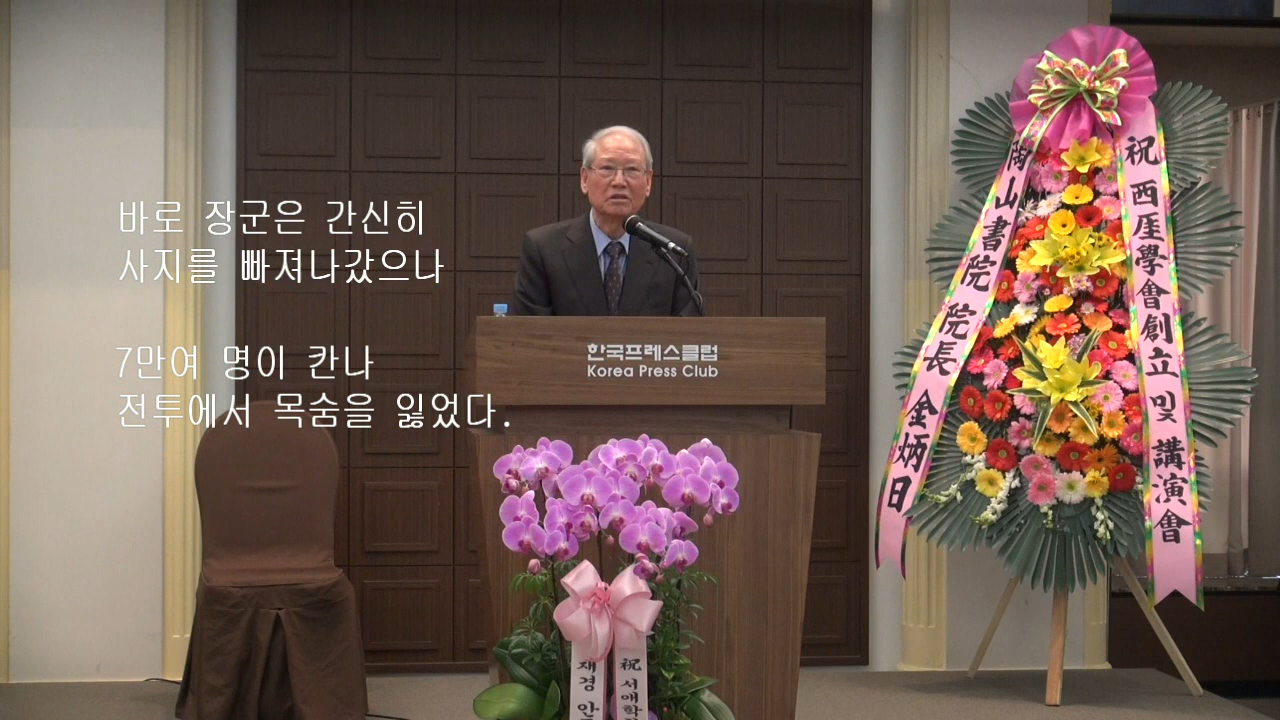 바로 장군은 간신히
사지를 빠져나갔으나
7만여 명이 칸나
전투에서 목숨을 잃었다.
한국프레스클럽
Korea Press Club
陶山書院 院長 金炳日
祝 西厓學會創立 및 講演會
재경 안
祝 서애학